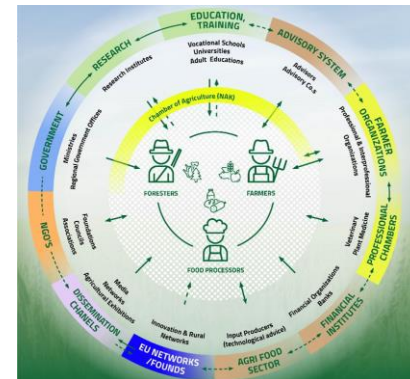 EDUCATION,
TRAINING
Vocational Schools
Universities
Adult Educations
ADVISORY SYSTEM
Advisors
Advisory Co.s
FARMER
ORGANIZATIONS
Professional & Interprofessional
Organizations
PROFESSIONAL
CHAMBERS
Veterinary
Plant Medicine
FINANCIAL
INSTITUTES
Financial Organizations
Banks
AGRI FOOD
SECTOR
Input Producers
(technological advice)
EU NETWORKS
/FOUNDS
Innovation & Rural
Networks
DISSEMINATION
CHANELS
Media
Networks
Agricultural Exhibitions
NGO'S
Foundations
Councils
Associations
GOVERNMENT
Ministries
Regional Government Offices
RESEARCH
Research Institutes
Chamber of Agriculture (NAK)
FORESTERS
FARMERS
FOOD PROCESSORS